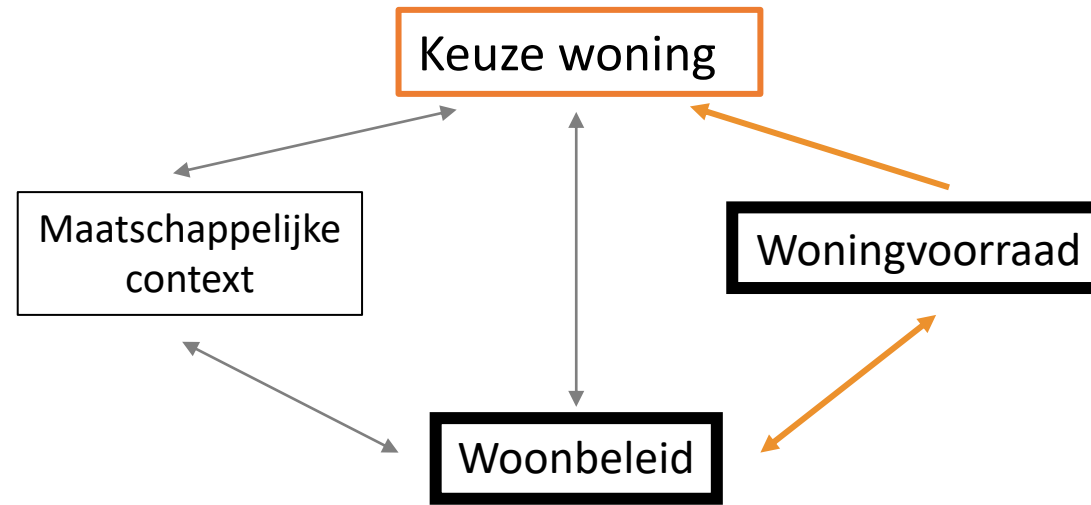 Keuze woning
Maatschappelijke
context
Woningvoorraad
Woonbeleid